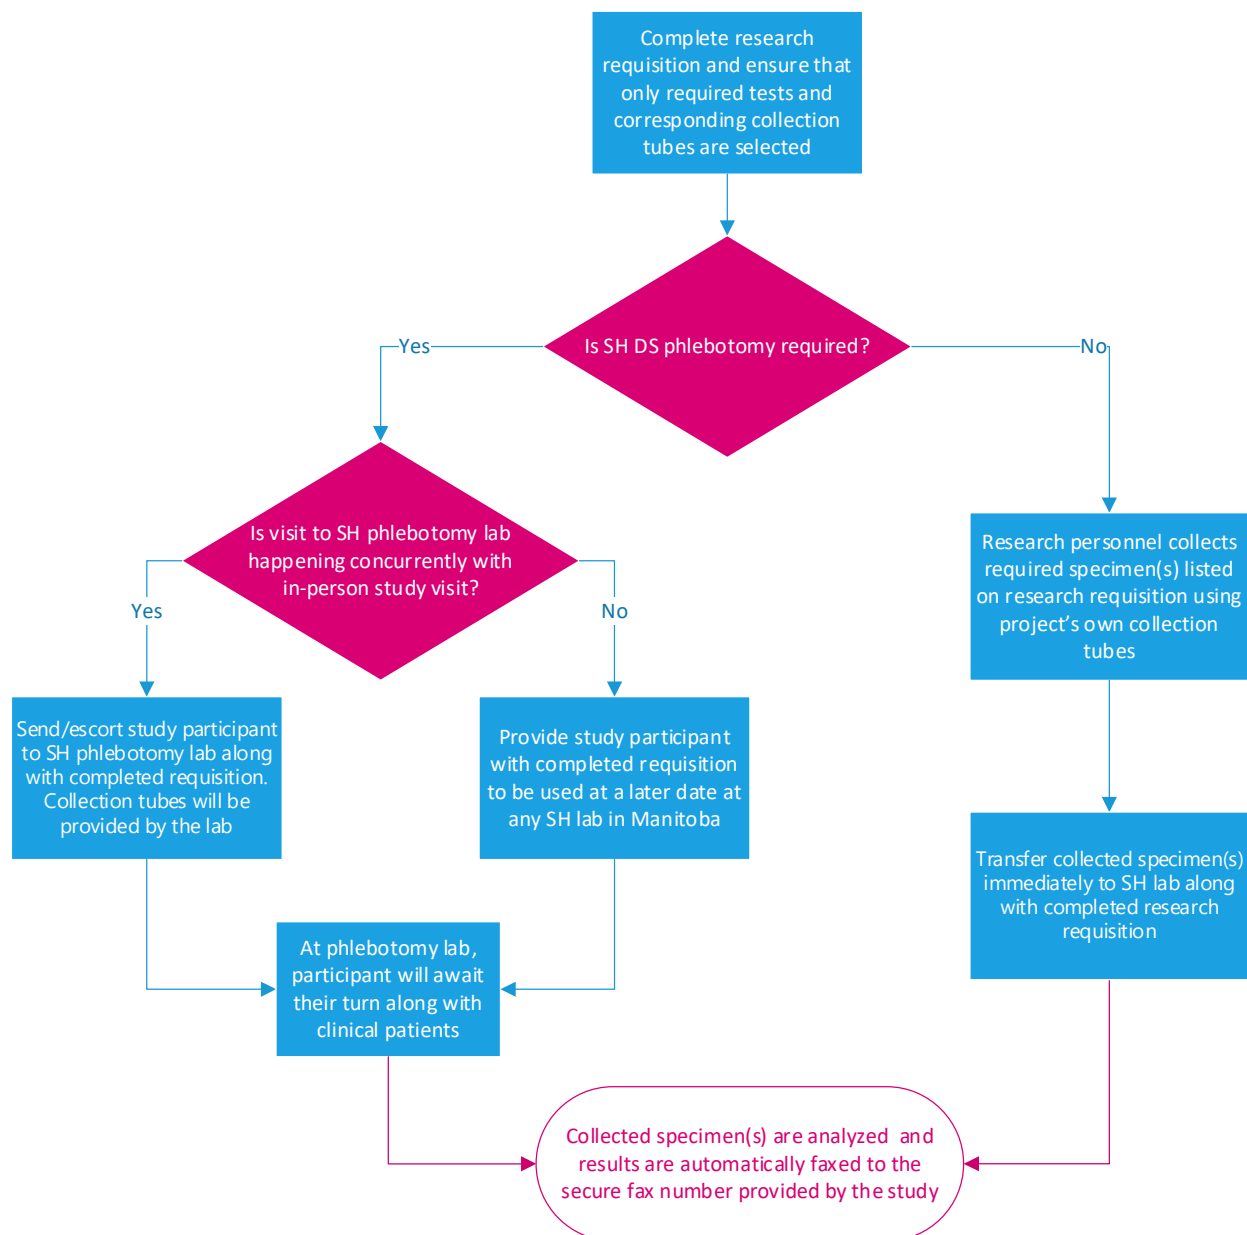 Complete research
requisition and ensure that
only required tests and
corresponding collection
tubes are selected
Is SH DS phlebotomy required?
Yes
No
Is visit to SH phlebotomy lab
happening concurrently with
in-person study visit?
Yes
No
Research personnel collects
required specimen(s) listed
on research requisition using
project’s own collection
tubes
Send/escort study participant
to SH phlebotomy lab along
with completed requisition.
Collection tubes will be
provided by the lab
Provide study participant
with completed requisition
to be used at a later date at
any SH lab in Manitoba
Transfer collected specimen(s)
immediately to SH lab along
with completed research
requisition
At phlebotomy lab,
participant will await
their turn along with
clinical patients
Collected specimen(s) are analyzed and
results are automatically faxed to the
secure fax number provided by the study